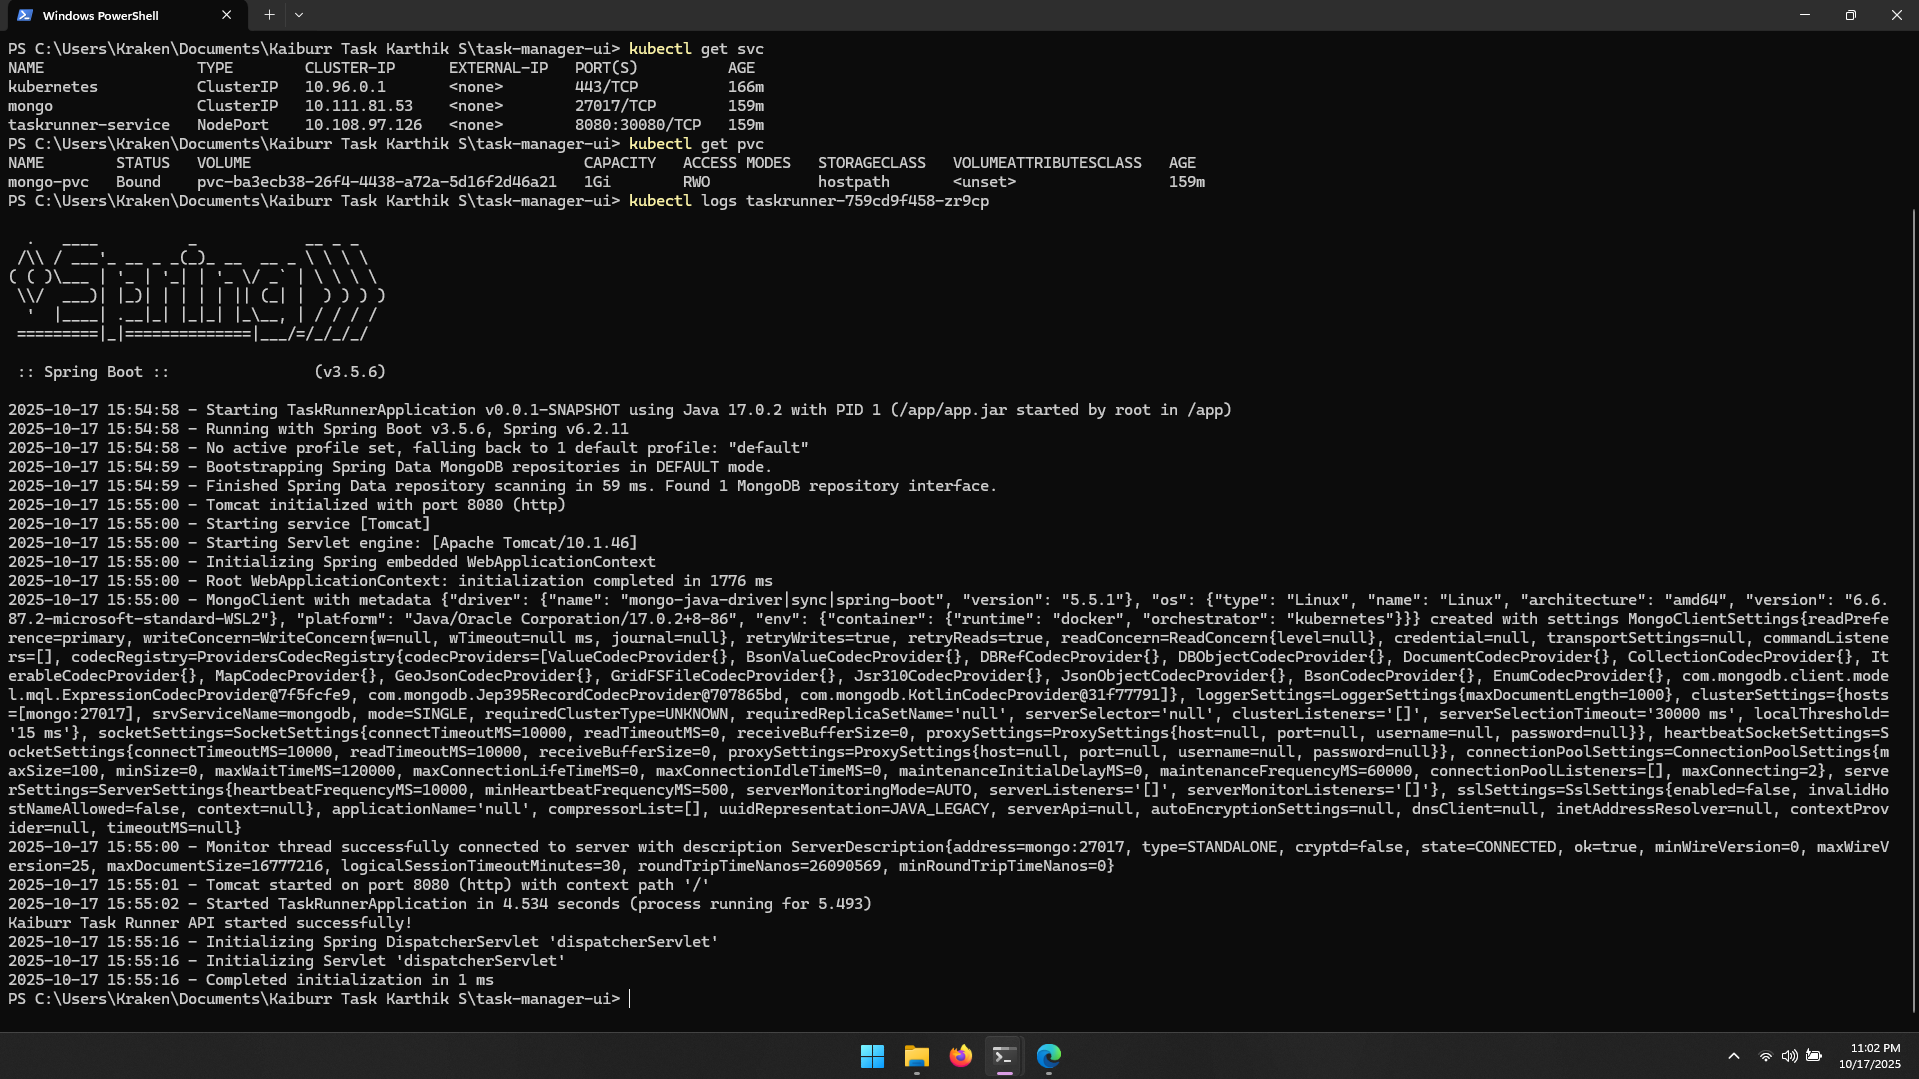 Windows PowerShell
PS C:\Users\Kraken\Documents\Kaiburr Task Karthik S\task-manager-ui> kubectl get svc
NAME                 TYPE        CLUSTER-IP      EXTERNAL-IP   PORT(S)          AGE
kubernetes           ClusterIP   10.96.0.1       <none>        443/TCP          166m
mongo                ClusterIP   10.111.81.53    <none>        27017/TCP        159m
taskrunner-service   NodePort    10.108.97.126   <none>        8080:30080/TCP   159m
PS C:\Users\Kraken\Documents\Kaiburr Task Karthik S\task-manager-ui> kubectl get pvc
NAME        STATUS   VOLUME                                     CAPACITY   ACCESS MODES   STORAGECLASS   VOLUMEATTRIBUTESCLASS   AGE
mongo-pvc   Bound    pvc-ba3ecb38-26f4-4438-a72a-5d16f2d46a21   1Gi        RWO            hostpath       <unset>                 159m
PS C:\Users\Kraken\Documents\Kaiburr Task Karthik S\task-manager-ui> kubectl logs taskrunner-759cd9f458-zr9cp
  .   ____          _            __ _ _
 /\\ / ___'_ __ _ _(_)_ __  __ _ \ \ \ \
( ( )\___ | '_ | '_| | '_ \/ _` | \ \ \ \
 \\/  ___)| |_)| | | | | || (_| |  ) ) ) )
  '  |____| .__|_| |_|_| |_\__, | / / / /
 =========|_|==============|___/=/_/_/_/
 :: Spring Boot ::                (v3.5.6)
2025-10-17 15:54:58 - Starting TaskRunnerApplication v0.0.1-SNAPSHOT using Java 17.0.2 with PID 1 (/app/app.jar started by root in /app)
2025-10-17 15:54:58 - Running with Spring Boot v3.5.6, Spring v6.2.11
2025-10-17 15:54:58 - No active profile set, falling back to 1 default profile: "default"
2025-10-17 15:54:59 - Bootstrapping Spring Data MongoDB repositories in DEFAULT mode.
2025-10-17 15:54:59 - Finished Spring Data repository scanning in 59 ms. Found 1 MongoDB repository interface.
2025-10-17 15:55:00 - Tomcat initialized with port 8080 (http)
2025-10-17 15:55:00 - Starting service [Tomcat]
2025-10-17 15:55:00 - Starting Servlet engine: [Apache Tomcat/10.1.46]
2025-10-17 15:55:00 - Initializing Spring embedded WebApplicationContext
2025-10-17 15:55:00 - Root WebApplicationContext: initialization completed in 1776 ms
2025-10-17 15:55:00 - MongoClient with metadata {"driver": {"name": "mongo-java-driver|sync|spring-boot", "version": "5.5.1"}, "os": {"type": "Linux", "name": "Linux", "architecture": "amd64", "version": "6.6.
87.2-microsoft-standard-WSL2"}, "platform": "Java/Oracle Corporation/17.0.2+8-86", "env": {"container": {"runtime": "docker", "orchestrator": "kubernetes"}}} created with settings MongoClientSettings{readPrefe
rence=primary, writeConcern=WriteConcern{w=null, wTimeout=null ms, journal=null}, retryWrites=true, retryReads=true, readConcern=ReadConcern{level=null}, credential=null, transportSettings=null, commandListene
rs=[], codecRegistry=ProvidersCodecRegistry{codecProviders=[ValueCodecProvider{}, BsonValueCodecProvider{}, DBRefCodecProvider{}, DBObjectCodecProvider{}, DocumentCodecProvider{}, CollectionCodecProvider{}, It
erableCodecProvider{}, MapCodecProvider{}, GeoJsonCodecProvider{}, GridFSFileCodecProvider{}, Jsr310CodecProvider{}, JsonObjectCodecProvider{}, BsonCodecProvider{}, EnumCodecProvider{}, com.mongodb.client.mode
l.mql.ExpressionCodecProvider@7f5fcfe9, com.mongodb.Jep395RecordCodecProvider@707865bd, com.mongodb.KotlinCodecProvider@31f77791]}, loggerSettings=LoggerSettings{maxDocumentLength=1000}, clusterSettings={hosts
=[mongo:27017], srvServiceName=mongodb, mode=SINGLE, requiredClusterType=UNKNOWN, requiredReplicaSetName='null', serverSelector='null', clusterListeners='[]', serverSelectionTimeout='30000 ms', localThreshold=
'15 ms'}, socketSettings=SocketSettings{connectTimeoutMS=10000, readTimeoutMS=0, receiveBufferSize=0, proxySettings=ProxySettings{host=null, port=null, username=null, password=null}}, heartbeatSocketSettings=S
ocketSettings{connectTimeoutMS=10000, readTimeoutMS=10000, receiveBufferSize=0, proxySettings=ProxySettings{host=null, port=null, username=null, password=null}}, connectionPoolSettings=ConnectionPoolSettings{m
axSize=100, minSize=0, maxWaitTimeMS=120000, maxConnectionLifeTimeMS=0, maxConnectionIdleTimeMS=0, maintenanceInitialDelayMS=0, maintenanceFrequencyMS=60000, connectionPoolListeners=[], maxConnecting=2}, serve
rSettings=ServerSettings{heartbeatFrequencyMS=10000, minHeartbeatFrequencyMS=500, serverMonitoringMode=AUTO, serverListeners='[]', serverMonitorListeners='[]'}, sslSettings=SslSettings{enabled=false, invalidHo
stNameAllowed=false, context=null}, applicationName='null', compressorList=[], uuidRepresentation=JAVA_LEGACY, serverApi=null, autoEncryptionSettings=null, dnsClient=null, inetAddressResolver=null, contextProv
ider=null, timeoutMS=null}
2025-10-17 15:55:00 - Monitor thread successfully connected to server with description ServerDescription{address=mongo:27017, type=STANDALONE, cryptd=false, state=CONNECTED, ok=true, minWireVersion=0, maxWireV
ersion=25, maxDocumentSize=16777216, logicalSessionTimeoutMinutes=30, roundTripTimeNanos=26090569, minRoundTripTimeNanos=0}
2025-10-17 15:55:01 - Tomcat started on port 8080 (http) with context path '/'
2025-10-17 15:55:02 - Started TaskRunnerApplication in 4.534 seconds (process running for 5.493)
Kaiburr Task Runner API started successfully!
2025-10-17 15:55:16 - Initializing Spring DispatcherServlet 'dispatcherServlet'
2025-10-17 15:55:16 - Initializing Servlet 'dispatcherServlet'
2025-10-17 15:55:16 - Completed initialization in 1 ms
PS C:\Users\Kraken\Documents\Kaiburr Task Karthik S\task-manager-ui>
11:02 PM
10/17/2025